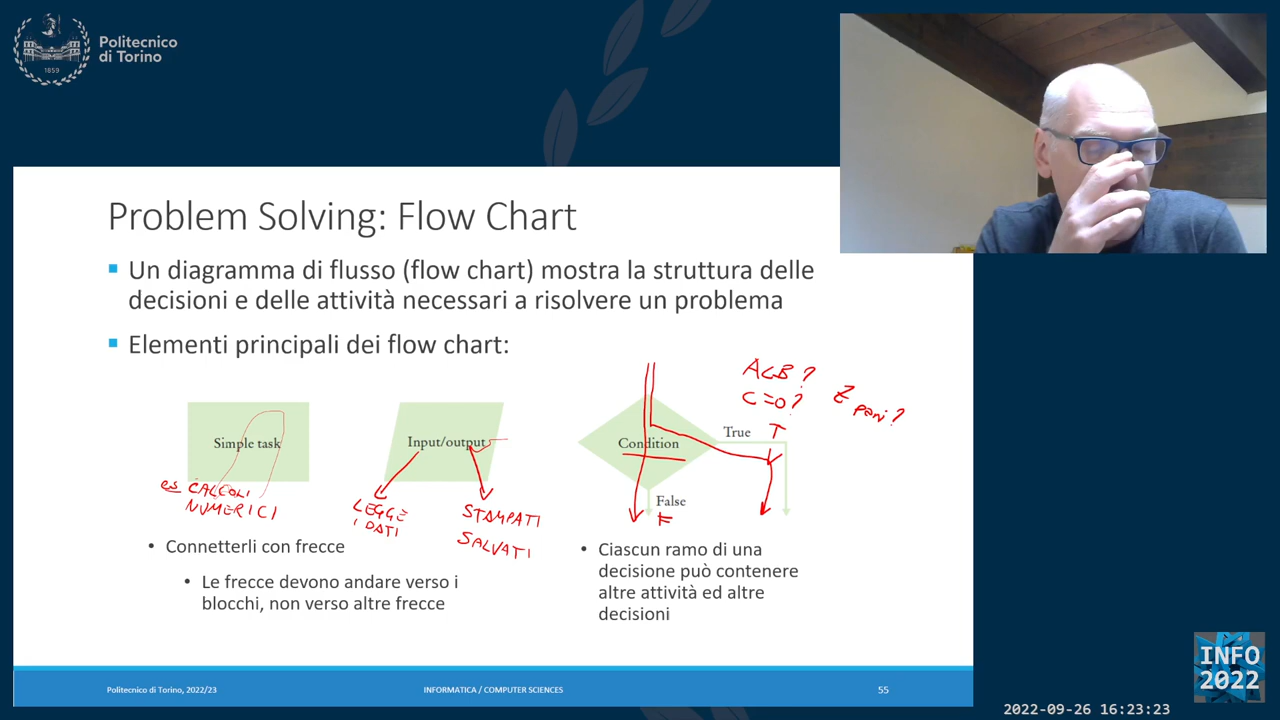 Politecnico
di Torino
1859
Problem Solving: Flow Chart
Un diagramma di flusso (flow chart) mostra la struttura delle
decisioni e delle attività necessari a risolvere un problema
Elementi principali dei flow chart:
A<B?
C=0?
Z pari?
Simple task
Input/output
Condition
True
T
False
F
es CALCOLI
NUMERICI
LEGGE
I DATI
STAMPATI
SALVATI
Connetterli con frecce
Le frecce devono andare verso i
blocchi, non verso altre frecce
Ciascun ramo di una
decisione può contenere
altre attività ed altre
decisioni
Politecnico di Torino, 2022/23
INFORMATICA / COMPUTER SCIENCES
55
INFO
2022
2022-09-26 16:23:23